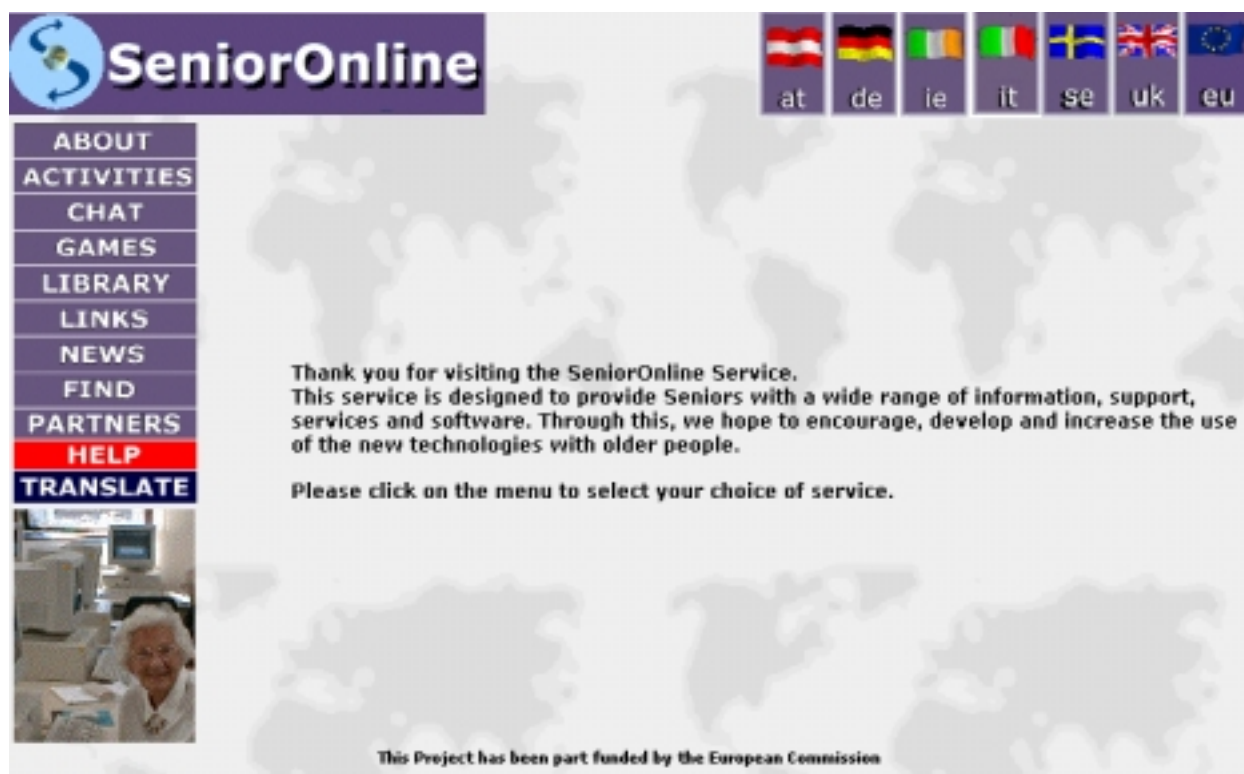 SeniorOnline
at de ie it se uk eu
ABOUT
ACTIVITIES
CHAT
GAMES
LIBRARY
LINKS
NEWS
FIND
PARTNERS
HELP
TRANSLATE
Thank you for visiting the SeniorOnline Service.
This service is designed to provide Seniors with a wide range of information, support,
services and software. Through this, we hope to encourage, develop and increase the use
of the new technologies with older people.
Please click on the menu to select your choice of service.
This Project has been part funded by the European Commission